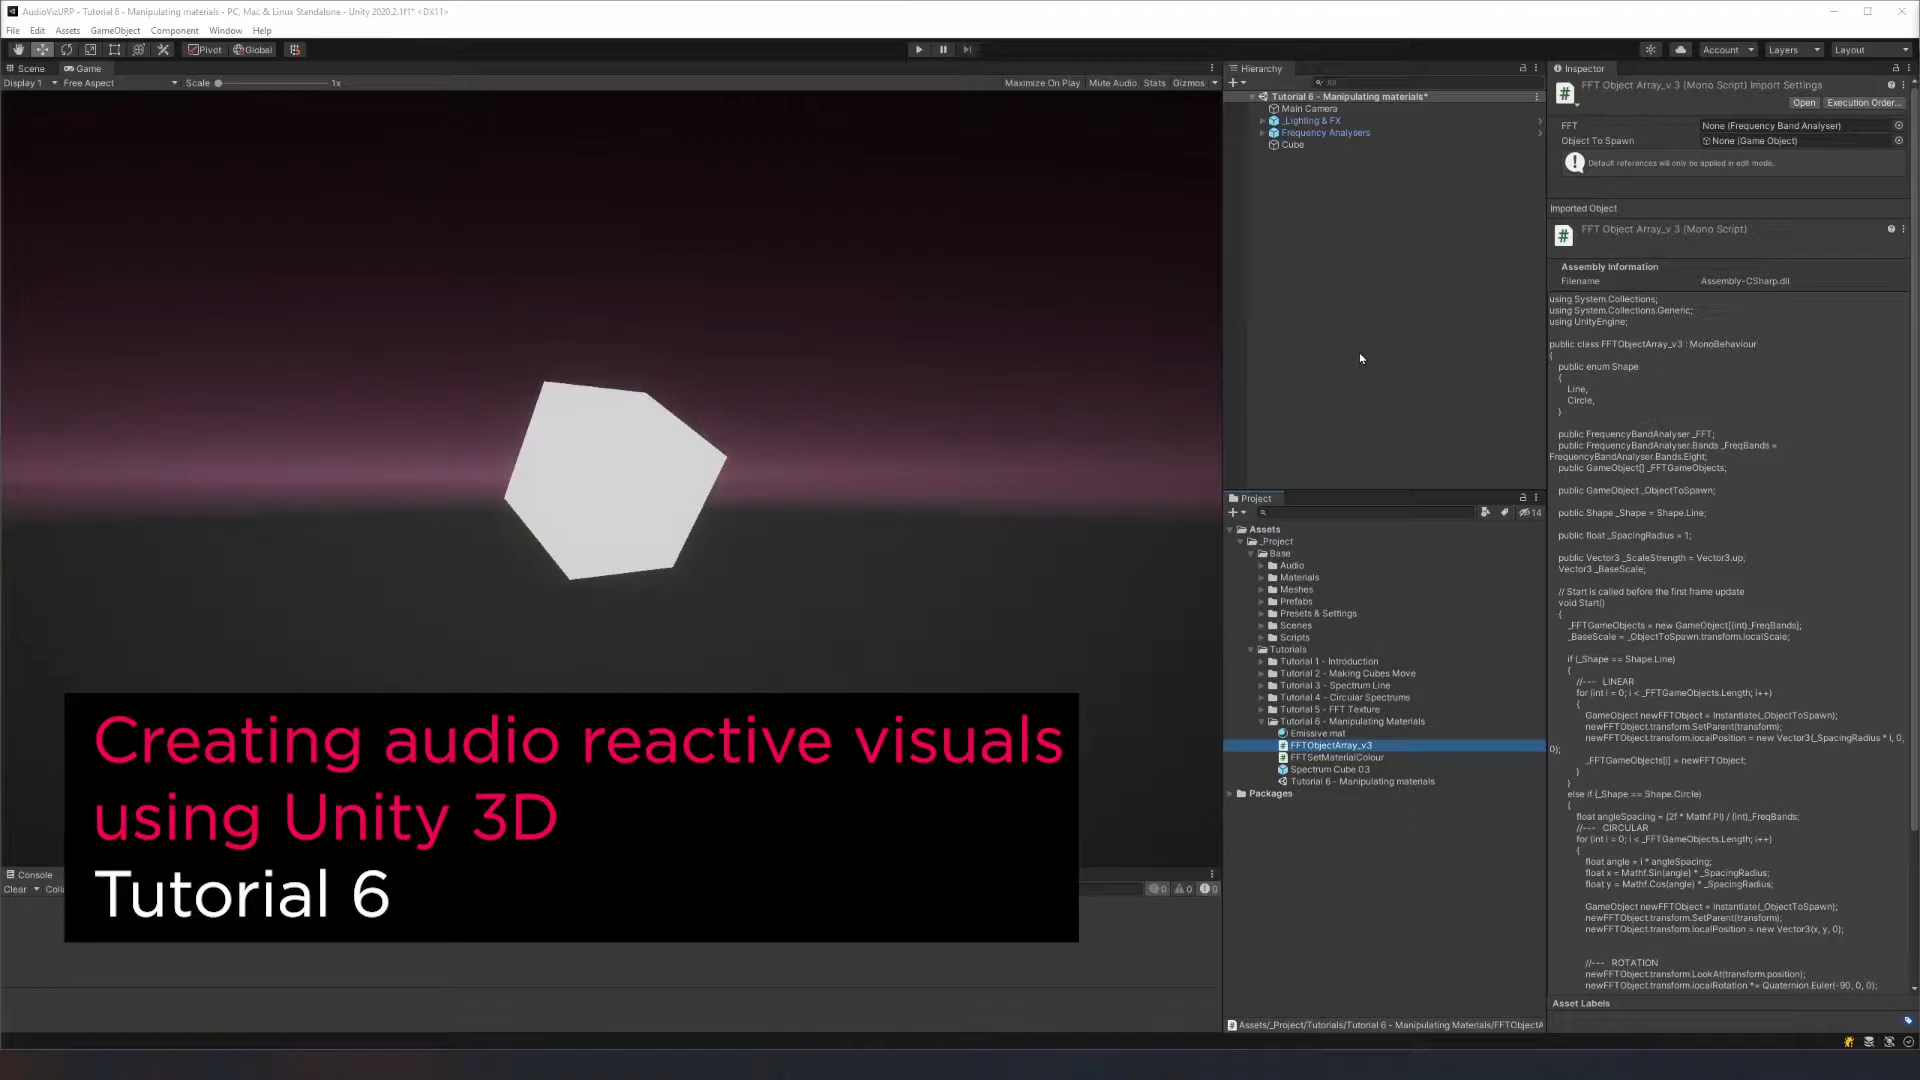 AudioVizURP - Tutorial 6 - Manipulating materials - PC, Mac & Linux Standalone - Unity 2020.2.1f1* <DX11>
File Edit Assets GameObject Component Window Help
Pivot Global Account Layers Layout
Scene Game
Display 1 Free Aspect Scale 1x Maximize On Play Mute Audio Stats Gizmos
Creating audio reactive visuals
using Unity 3D
Tutorial 6
Console
Clear
0 0 0
Hierarchy
All
Tutorial 6 - Manipulating materials*
Main Camera
_Lighting & FX
Frequency Analysers
Cube
Project
14
Assets
_Project
Base
Audio
Materials
Meshes
Prefabs
Presets & Settings
Scenes
Scripts
Tutorials
Tutorial 1 - Introduction
Tutorial 2 - Making Cubes Move
Tutorial 3 - Spectrum Line
Tutorial 4 - Circular Spectrums
Tutorial 5 - FFT Texture
Tutorial 6 - Manipulating Materials
Emissive mat
FFTObjectArray_v3
FFTSetMaterialColour
Spectrum Cube 03
Tutorial 6 - Manipulating materials
Packages
Assets/_Project/Tutorials/Tutorial 6 - Manipulating Materials/FFTObjectA
Inspector
FFT Object Array_v 3 (Mono Script) Import Settings
Open Execution Order...
FFT None (Frequency Band Analyser)
Object To Spawn None (Game Object)
Default references will only be applied in edit mode.
Imported Object
FFT Object Array_v 3 (Mono Script)
Assembly Information
Filename Assembly-CSharp.dll
using System.Collections;
using System.Collections.Generic;
using UnityEngine;
public class FFTObjectArray_v3 : MonoBehaviour
{
public enum Shape
{
Line,
Circle,
}
public FrequencyBandAnalyser _FFT;
public FrequencyBandAnalyser.Bands _FreqBands =
FrequencyBandAnalyser.Bands.Eight;
public GameObject[] _FFTGameObjects;
public GameObject _ObjectToSpawn;
public Shape _Shape = Shape.Line;
public float _SpacingRadius = 1;
public Vector3 _ScaleStrength = Vector3.up;
Vector3 _BaseScale;
// Start is called before the first frame update
void Start()
{
_FFTGameObjects = new GameObject[(int)_FreqBands];
_BaseScale = _ObjectToSpawn.transform.localScale;
if (_Shape == Shape.Line)
{
//--- LINEAR
for (int i = 0; i < _FFTGameObjects.Length; i++)
{
GameObject newFFTObject = Instantiate(_ObjectToSpawn);
newFFTObject.transform.SetParent(transform);
newFFTObject.transform.localPosition = new Vector3(_SpacingRadius * i, 0,
0);
_FFTGameObjects[i] = newFFTObject;
}
}
else if (_Shape == Shape.Circle)
{
float angleSpacing = (2f * Mathf.PI) / (int)_FreqBands;
//--- CIRCULAR
for (int i = 0; i < _FFTGameObjects.Length; i++)
{
float angle = i * angleSpacing;
float x = Mathf.Sin(angle) * _SpacingRadius;
float y = Mathf.Cos(angle) * _SpacingRadius;
GameObject newFFTObject = Instantiate(_ObjectToSpawn);
newFFTObject.transform.SetParent(transform);
newFFTObject.transform.localPosition = new Vector3(x, y, 0);
//--- ROTATION
newFFTObject.transform.LookAt(transform.position);
newFFTObject.transform.localRotation *= Quaternion.Euler(-90, 0, 0);
Asset Labels